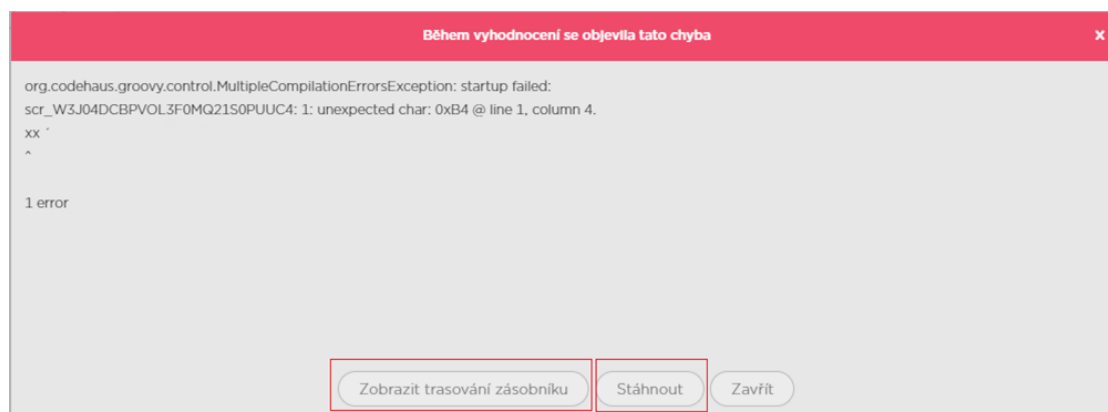 Během vyhodnocení se objevila tato chyba x
org.codehaus.groovy.control.MultipleCompilationErrorsException: startup failed:
scr_W3J04DCBPVOL3F0MQ21S0PUUC4: 1: unexpected char: 0xB4 @ line 1, column 4.
xx ´
^
1 error
Zobrazit trasování zásobníku Stáhnout Zavřít